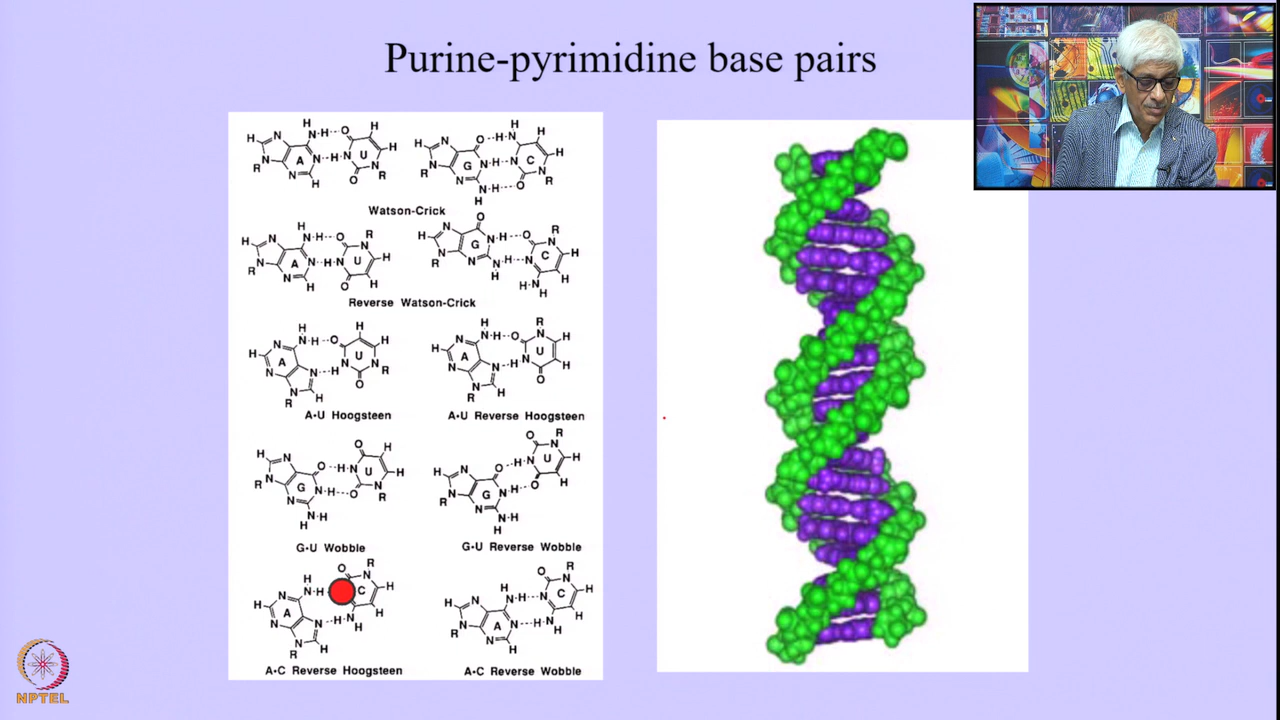 Purine-pyrimidine base pairs
Watson-Crick
Reverse Watson-Crick
A•U Hoogsteen
A•U Reverse Hoogsteen
G•U Wobble
G•U Reverse Wobble
A•C Reverse Hoogsteen
A•C Reverse Wobble
NPTEL